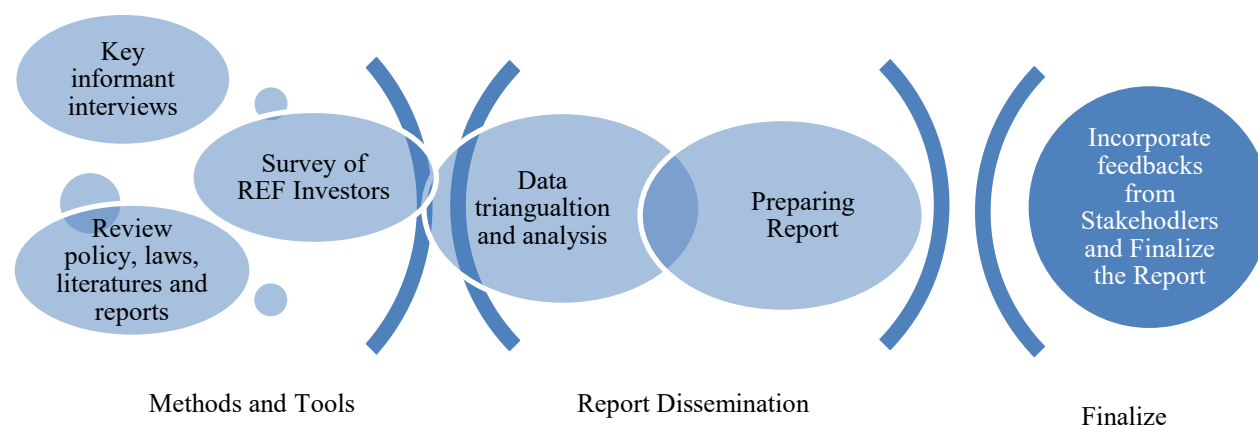 Key
informant
interviews
Survey of
REF Investors
Review
policy, laws,
literatures and
reports
Data
triangualtion
and analysis
Preparing
Report
Incorporate
feedbacks
from
Stakehodlers
and Finalize
the Report
Methods and Tools
Report Dissemination
Finalize